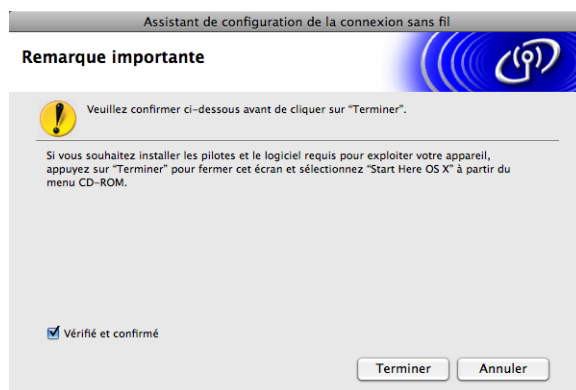 Assistant de configuration de la connexion sans fil
Remarque importante
Veuillez confirmer ci-dessous avant de cliquer sur “Terminer”.
Si vous souhaitez installer les pilotes et le logiciel requis pour exploiter votre appareil,
appuyez sur “Terminer” pour fermer cet écran et sélectionnez “Start Here OS X” à partir du
menu CD-ROM.
Vérifié et confirmé
Terminer
Annuler